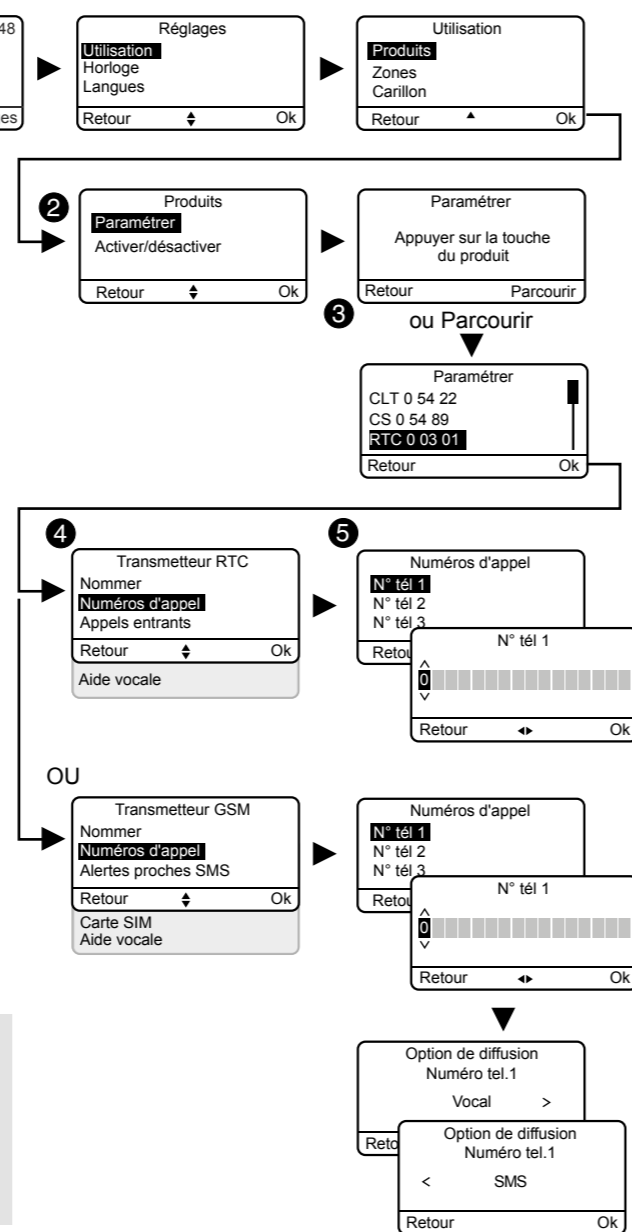 48
es
Réglages
Utilisation
Horloge
Langues
Retour Ok
Utilisation
Produits
Zones
Carillon
Retour Ok
2
Produits
Paramétrer
Activer/désactiver
Retour Ok
Paramétrer
Appuyer sur la touche
du produit
Retour Parcourir
3
ou Parcourir
Paramétrer
CLT 0 54 22
CS 0 54 89
RTC 0 03 01
Retour Ok
4
Transmetteur RTC
Nommer
Numéros d'appel
Appels entrants
Retour Ok
Aide vocale
5
Numéros d'appel
N° tél 1
N° tél 2
N° tél 3
Retou
N° tél 1
0
Retour Ok
OU
Transmetteur GSM
Nommer
Numéros d'appel
Alertes proches SMS
Retour Ok
Carte SIM
Aide vocale
Numéros d'appel
N° tél 1
N° tél 2
N° tél 3
Retou
N° tél 1
0
Retour Ok
Option de diffusion
Numéro tel.1
Vocal >
Reto
Option de diffusion
Numéro tel.1
< SMS
Retour Ok